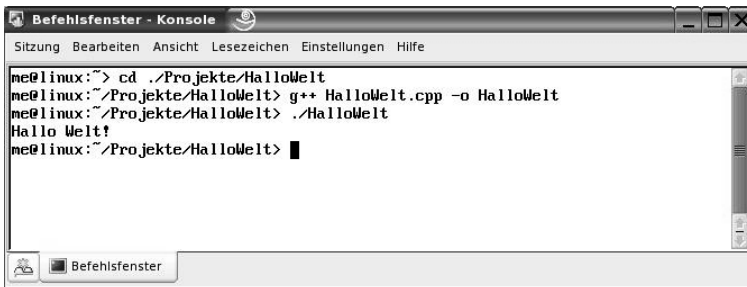 Befehlsfenster - Konsole
Sitzung Bearbeiten Ansicht Lesezeichen Einstellungen Hilfe
me@linux:~> cd ./Projekte/HalloWelt
me@linux:~/Projekte/HalloWelt> g++ HalloWelt.cpp -o HalloWelt
me@linux:~/Projekte/HalloWelt> ./HalloWelt
Hallo Welt!
me@linux:~/Projekte/HalloWelt>
Befehlsfenster